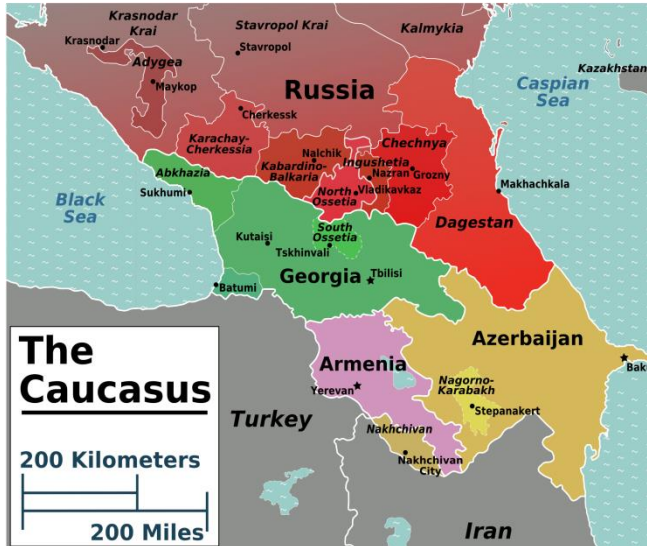 Krasnodar
Krai
Krasnodar
Adygea
Maykop
Stavropol Krai
Stavropol
Kalmykia
Kazakhstan
Caspian
Sea
Russia
Cherkessk
Karachay-
Cherkessia
Nalchik
Kabardino-
Balkaria
Chechnya
Ingushetia
Nazran
Grozny
North
Ossetia
Vladikavkaz
Makhachkala
Dagestan
Abkhazia
Sukhumi
Black
Sea
Kutaisi
South
Ossetia
Tskhinvali
Georgia
Tbilisi
Batumi
Azerbaijan
Armenia
Yerevan
Nagorno-
Karabakh
Stepanakert
Baku
Nakhchivan
Nakhchivan
City
Turkey
Iran
The
Caucasus
200 Kilometers
200 Miles